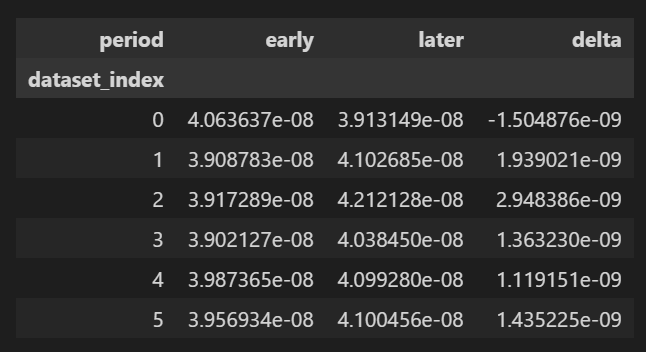 period early later delta
dataset_index
0 4.063637e-08 3.913149e-08 -1.504876e-09
1 3.908783e-08 4.102685e-08 1.939021e-09
2 3.917289e-08 4.212128e-08 2.948386e-09
3 3.902127e-08 4.038450e-08 1.363230e-09
4 3.987365e-08 4.099280e-08 1.119151e-09
5 3.956934e-08 4.100456e-08 1.435225e-09